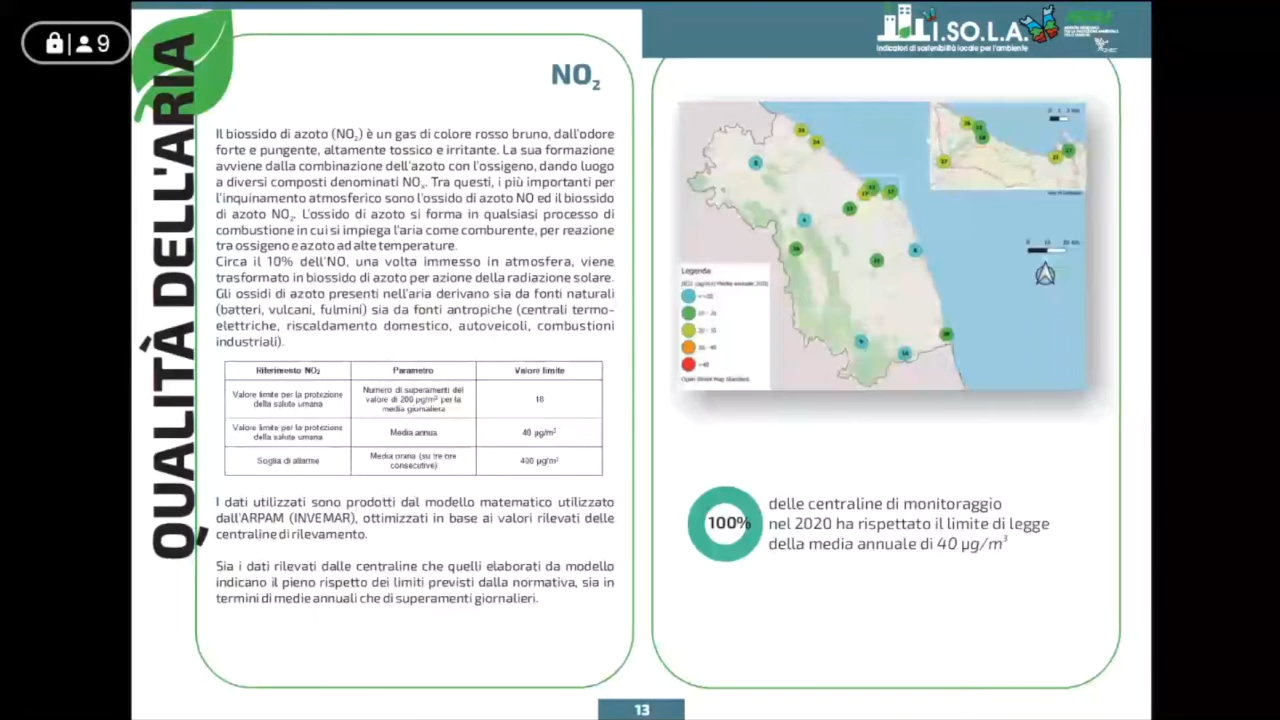 9
QUALITÀ DELL'ARIA
I.SO.L.A.
Indicatori di sostenibilità locale per l'ambiente
NO₂
Il biossido di azoto (NO₂) è un gas di colore rosso bruno, dall'odore
forte e pungente, altamente tossico e irritante. La sua formazione
avviene dalla combinazione dell'azoto con l'ossigeno, dando luogo
a diversi composti denominati NOₓ. Tra questi, i più importanti per
l'inquinamento atmosferico sono l'ossido di azoto NO ed il biossido
di azoto NO₂. L'ossido di azoto si forma in qualsiasi processo di
combustione in cui si impiega l'aria come comburente, per reazione
tra ossigeno e azoto ad alte temperature.
Circa il 10% dell'NO, una volta immesso in atmosfera, viene
trasformato in biossido di azoto per azione della radiazione solare.
Gli ossidi di azoto presenti nell'aria derivano sia da fonti naturali
(batteri, vulcani, fulmini) sia da fonti antropiche (centrali termo-
elettriche, riscaldamento domestico, autoveicoli, combustioni
industriali).
Riferimento NO₂ Parametro Valore limite
Valore limite per la protezione
della salute umana
Numero di superamenti del
valore di 200 µg/m³ per la
media giornaliera
18
Valore limite per la protezione
della salute umana
Media annua
40 µg/m³
Soglia di allarme
Media oraria (su tre ore
consecutive)
400 µg/m³
I dati utilizzati sono prodotti dal modello matematico utilizzato
dall'ARPAM (INVEMAR), ottimizzati in base ai valori rilevati delle
centraline di rilevamento.
Sia i dati rilevati dalle centraline che quelli elaborati da modello
indicano il pieno rispetto dei limiti previsti dalla normativa, sia in
termini di medie annuali che di superamenti giornalieri.
Legenda
Open Street Map Standard
100%
delle centraline di monitoraggio
nel 2020 ha rispettato il limite di legge
della media annuale di 40 µg/m³
13